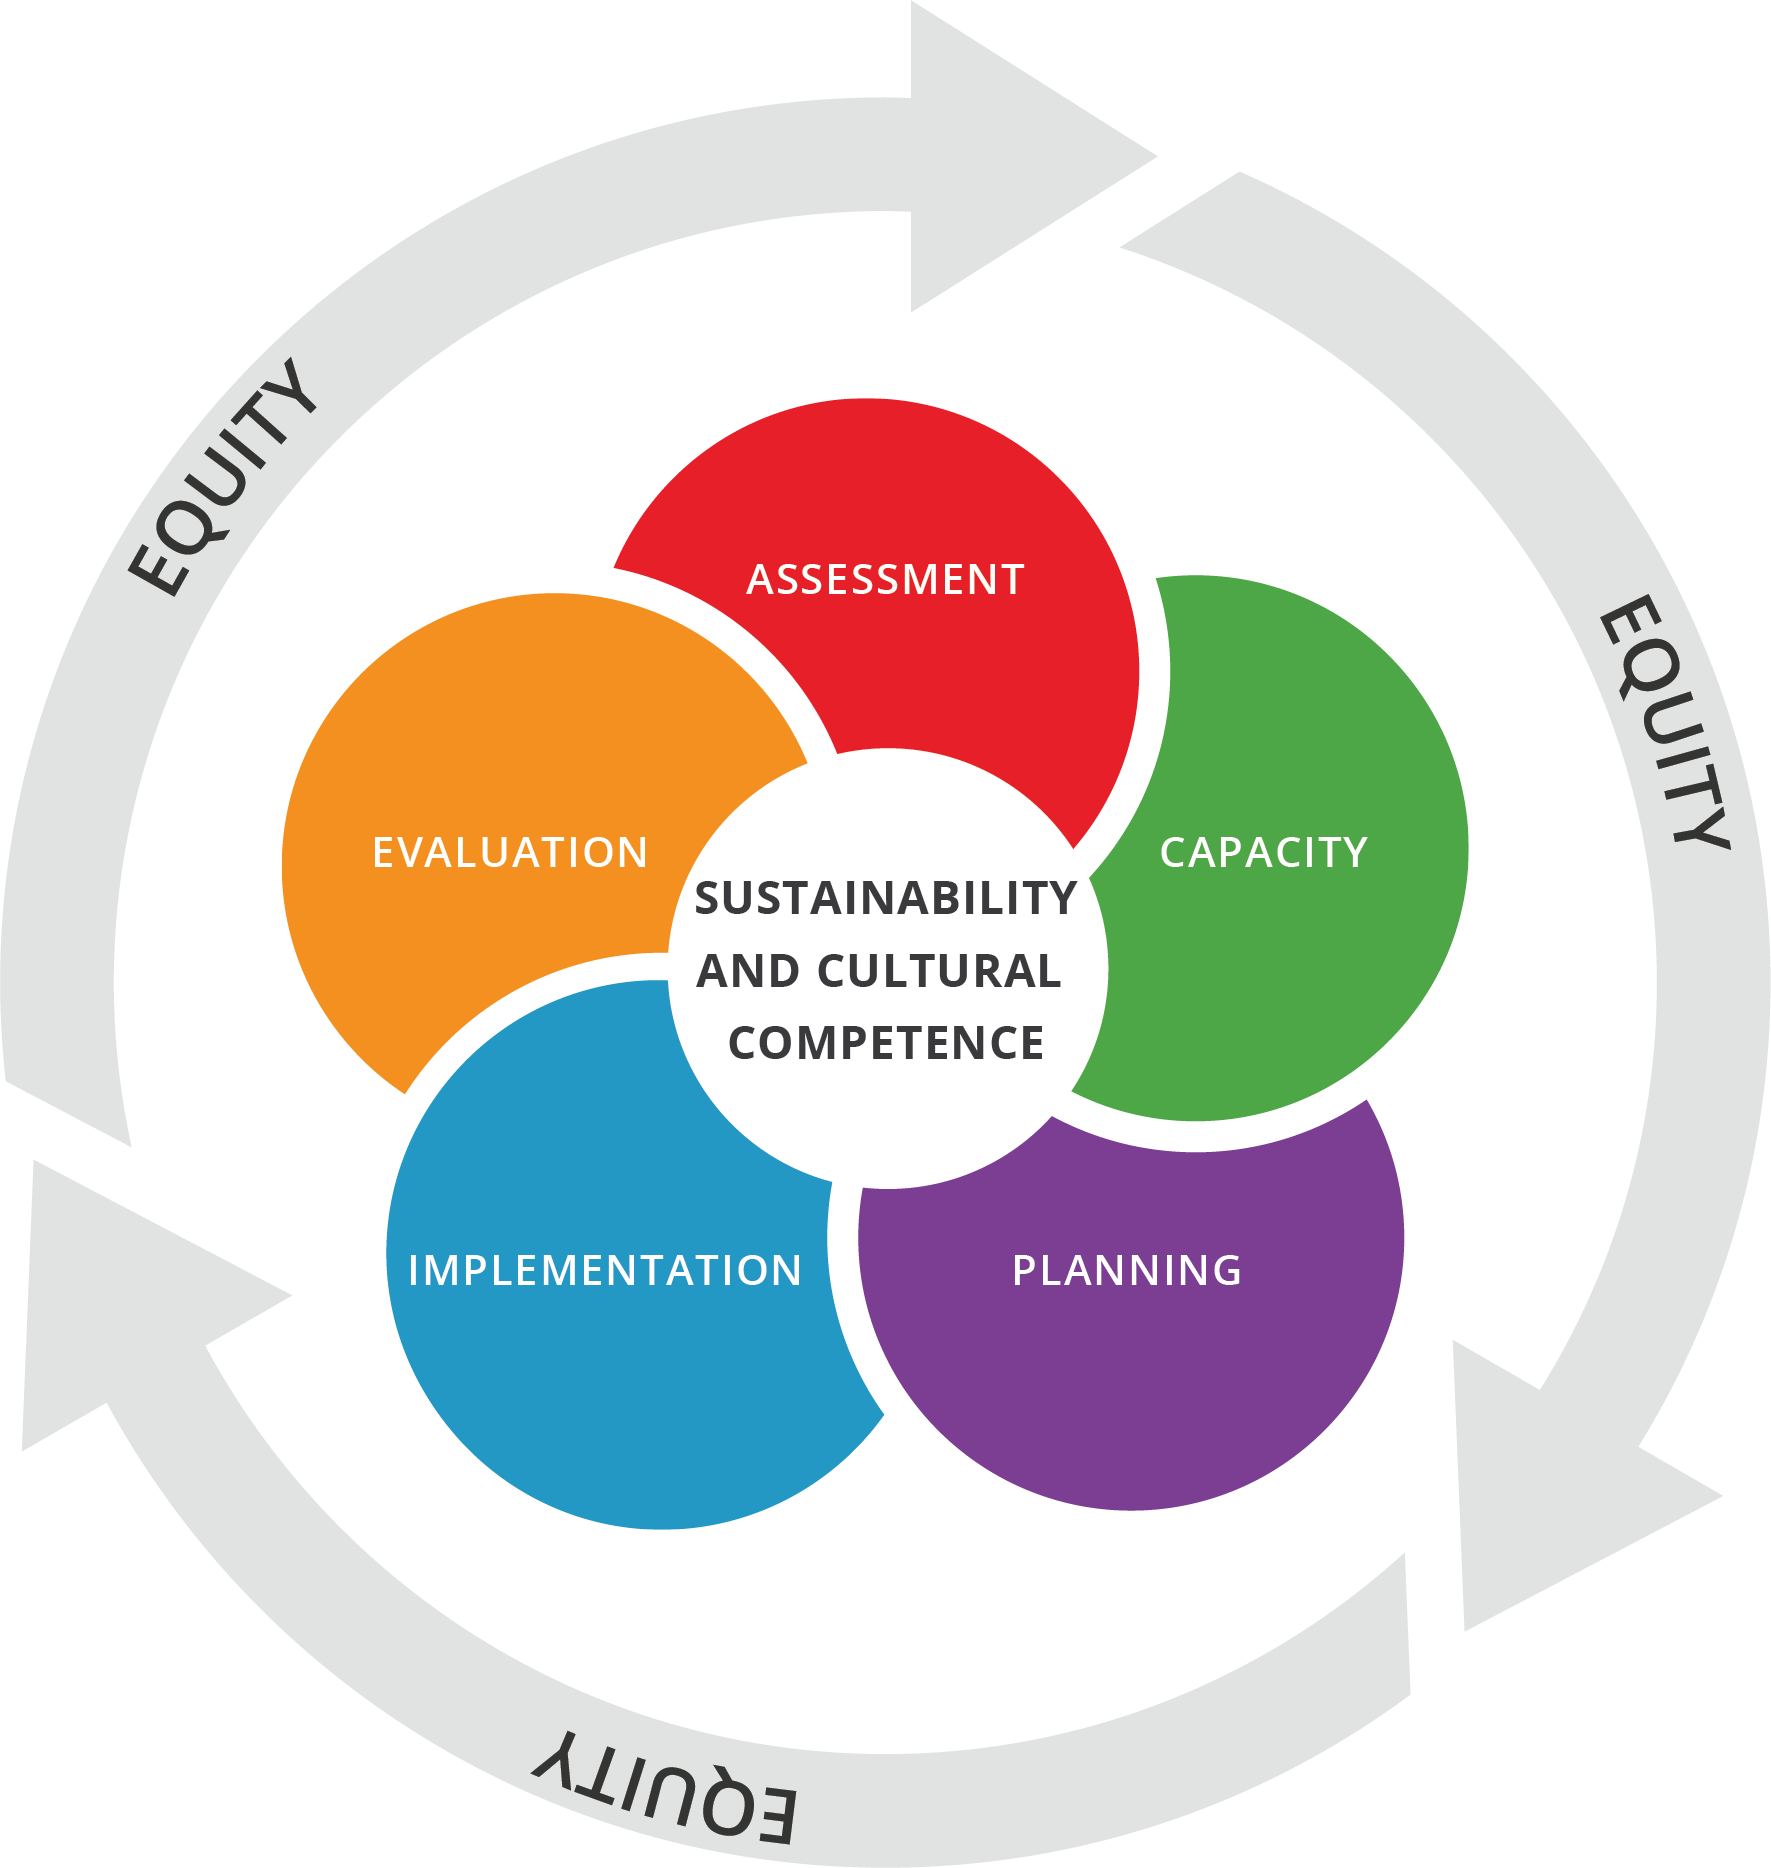 EQUITY
EQUITY
EQUITY
ASSESSMENT
CAPACITY
PLANNING
IMPLEMENTATION
EVALUATION
SUSTAINABILITY
AND CULTURAL
COMPETENCE